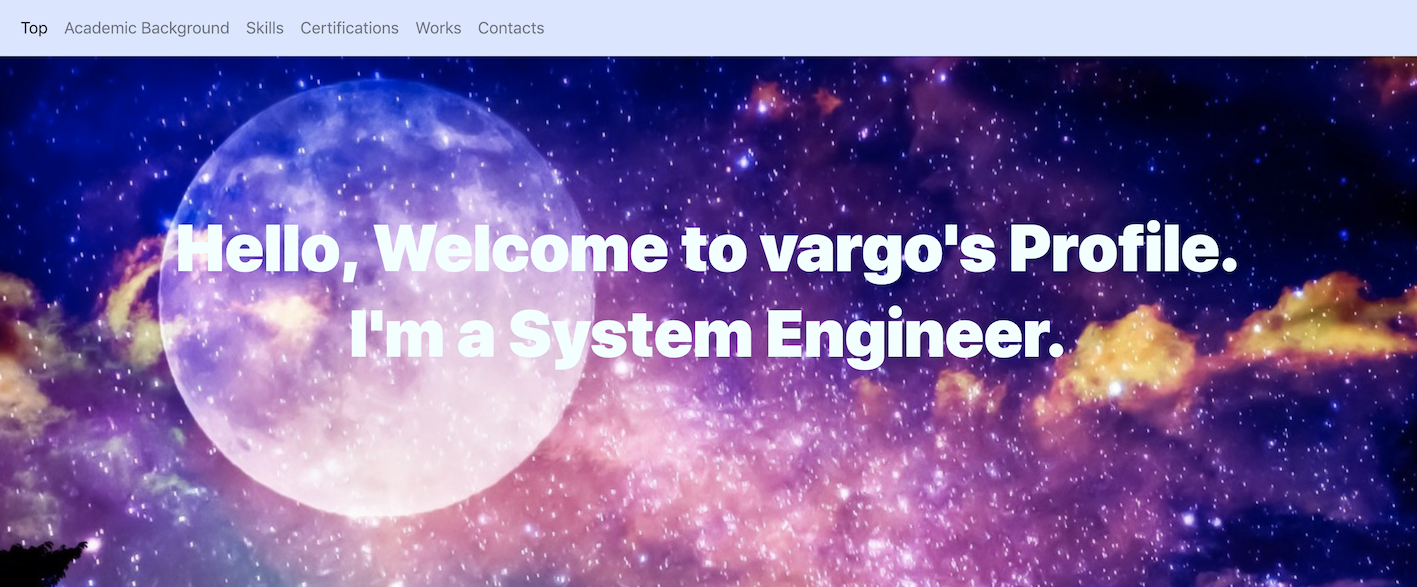 Top Academic Background Skills Certifications Works Contacts
Hello, Welcome to vargo's Profile.
I'm a System Engineer.